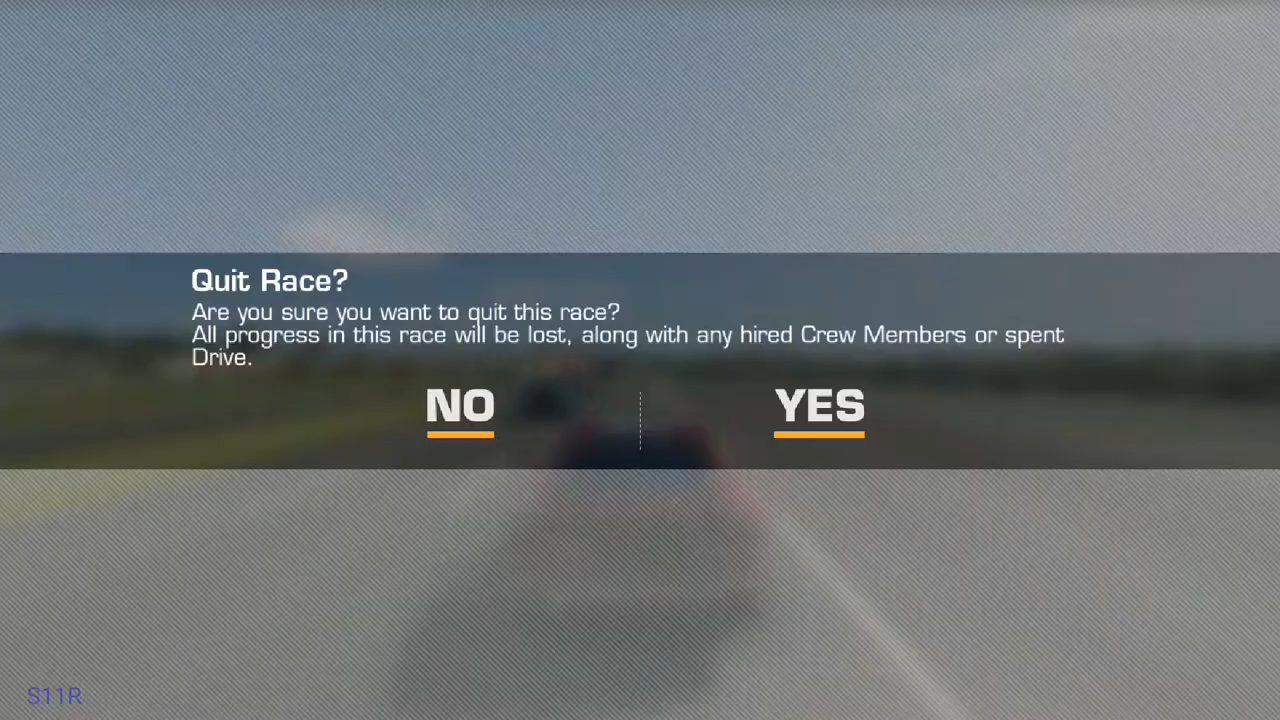 Quit Race?
Are you sure you want to quit this race?
All progress in this race will be lost, along with any hired Crew Members or spent
Drive.
NO
YES
S11R